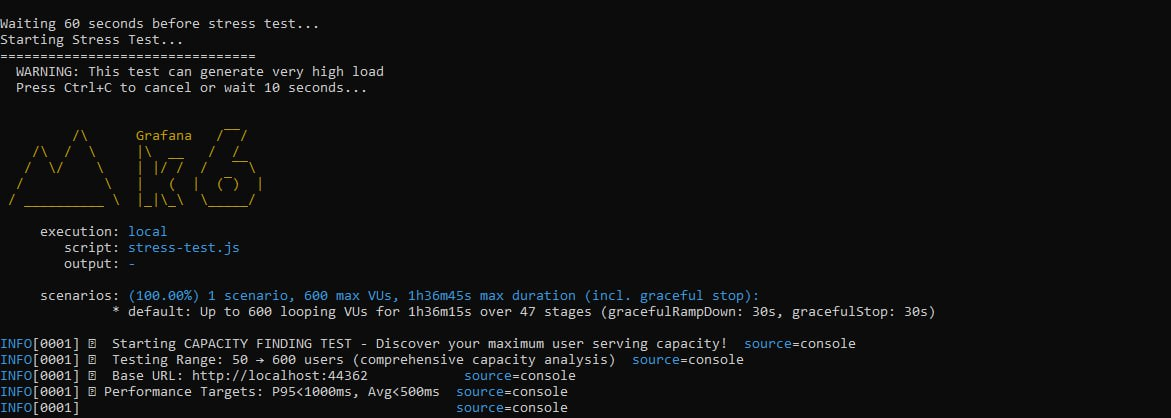 Waiting 60 seconds before stress test...
Starting Stress Test...
================================
  WARNING: This test can generate very high load
  Press Ctrl+C to cancel or wait 10 seconds...
Grafana
k6
     execution: local
        script: stress-test.js
        output: -
     scenarios: (100.00%) 1 scenario, 600 max VUs, 1h36m45s max duration (incl. graceful stop):
              * default: Up to 600 looping VUs for 1h36m15s over 47 stages (gracefulRampDown: 30s, gracefulStop: 30s)
INFO[0001] Starting CAPACITY FINDING TEST - Discover your maximum user serving capacity!  source=console
INFO[0001] Testing Range: 50 → 600 users (comprehensive capacity analysis)  source=console
INFO[0001] Base URL: http://localhost:44362            source=console
INFO[0001] Performance Targets: P95<1000ms, Avg<500ms  source=console
INFO[0001]                                               source=console